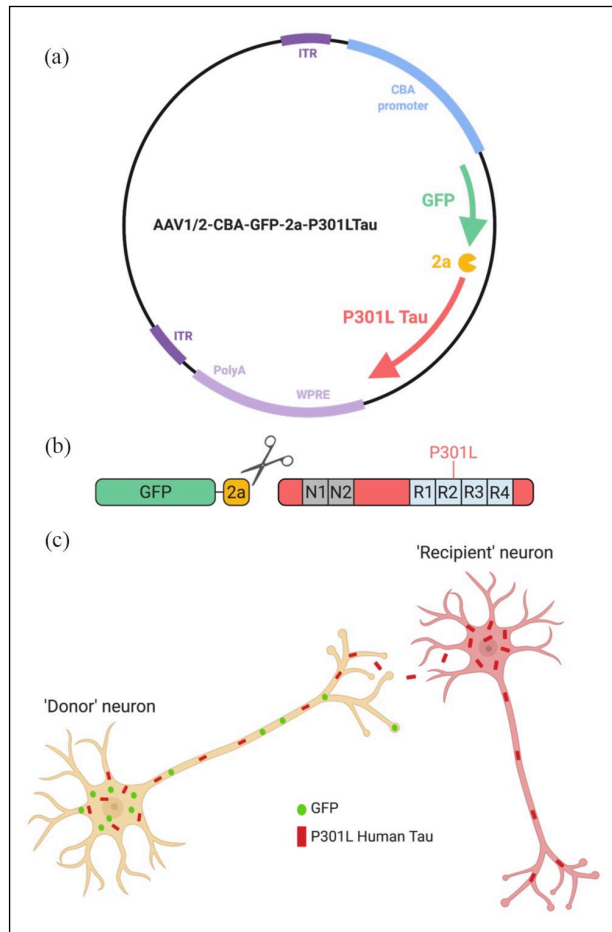 (a)
ITR
CBA
promoter
GFP
AAV1/2-CBA-GFP-2a-P301LTau
2a
P301L Tau
ITR
PolyA
WPRE
(b)
P301L
GFP
2a
N1 N2
R1 R2 R3 R4
(c)
'Recipient' neuron
'Donor' neuron
GFP
P301L Human Tau